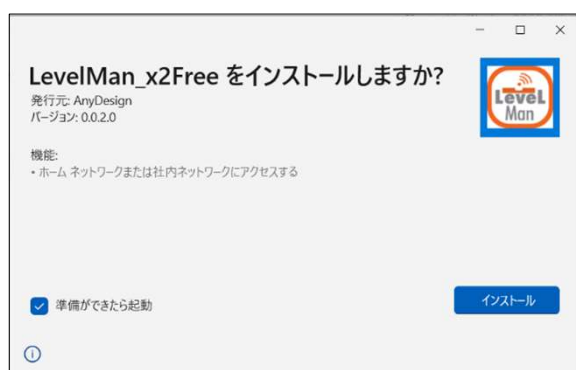 LevelMan_x2Free をインストールしますか?
発行元: AnyDesign
バージョン: 0.0.2.0
LeveL
Man
機能:
• ホーム ネットワークまたは社内ネットワークにアクセスする
準備ができたら起動
インストール